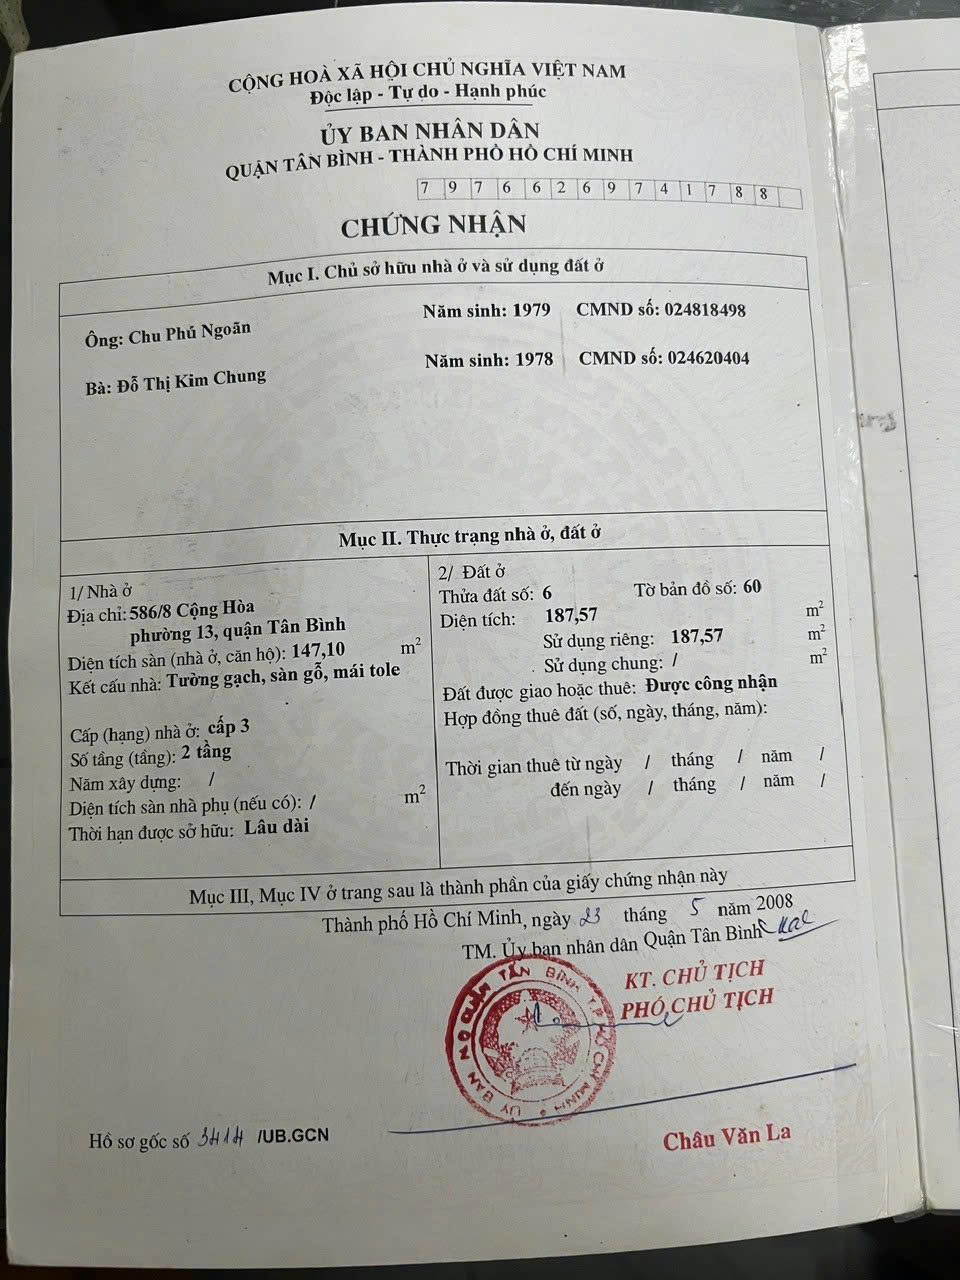 CỘNG HOÀ XÃ HỘI CHỦ NGHĨA VIỆT NAM
Độc lập - Tự do - Hạnh phúc
ỦY BAN NHÂN DÂN
QUẬN TÂN BÌNH - THÀNH PHỐ HỒ CHÍ MINH
7 9 7 6 6 2 6 9 7 4 1 7 8 8
CHỨNG NHẬN
Mục I. Chủ sở hữu nhà ở và sử dụng đất ở
Ông: Chu Phú Ngoãn Năm sinh: 1979 CMND số: 024818498
Bà: Đỗ Thị Kim Chung Năm sinh: 1978 CMND số: 024620404
Mục II. Thực trạng nhà ở, đất ở
1/ Nhà ở
Địa chỉ: 586/8 Cộng Hòa
phường 13, quận Tân Bình
Diện tích sàn (nhà ở, căn hộ): 147,10 m²
Kết cấu nhà: Tường gạch, sàn gỗ, mái tole
Cấp (hạng) nhà ở: cấp 3
Số tầng (tầng): 2 tầng
Năm xây dựng: /
Diện tích sàn nhà phụ (nếu có): / m²
Thời hạn được sở hữu: Lâu dài
2/ Đất ở
Thửa đất số: 6 Tờ bản đồ số: 60
Diện tích: 187,57 m²
Sử dụng riêng: 187,57 m²
Sử dụng chung: / m²
Đất được giao hoặc thuê: Được công nhận
Hợp đồng thuê đất (số, ngày, tháng, năm):
Thời gian thuê từ ngày / tháng / năm /
đến ngày / tháng / năm /
Mục III, Mục IV ở trang sau là thành phần của giấy chứng nhận này
Thành phố Hồ Chí Minh, ngày 23 tháng 5 năm 2008
TM. Ủy ban nhân dân Quận Tân Bình
KT. CHỦ TỊCH
PHÓ CHỦ TỊCH
ỦY BAN N D QUẬN TÂN BÌNH T.P HỒ CHÍ MINH
Hồ sơ gốc số 3414 /UB.GCN
Châu Văn La